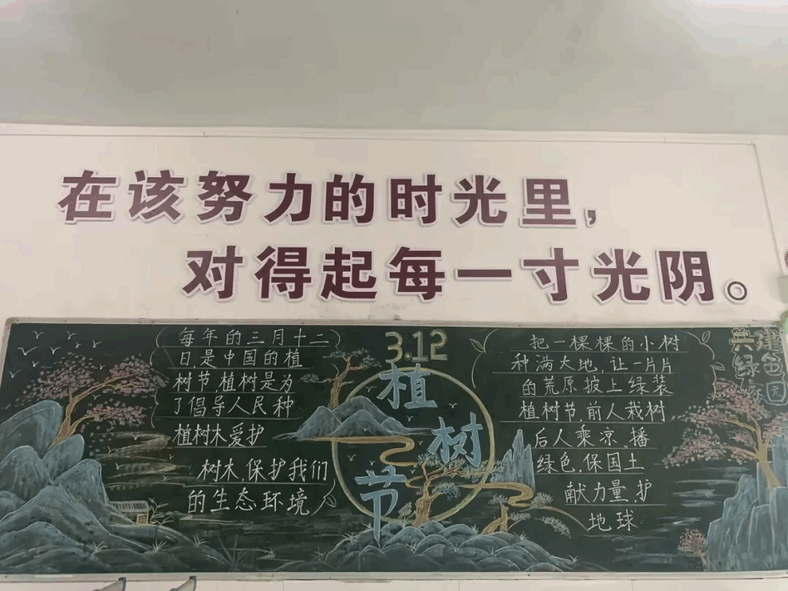 在该努力的时光里，
对得起每一寸光阴。
每年的三月十二
日，是中国的植
树节，植树是为
了倡导人民种
植树木爱护
树木，保护我们
的生态环境
3.12
植
树
节
把一棵棵的小树
种满大地，让一片片
的荒原披上绿装
植树节，前人栽树
后人乘凉，播
绿色，保国土
献力量，护
地球
共建
绿色
家园